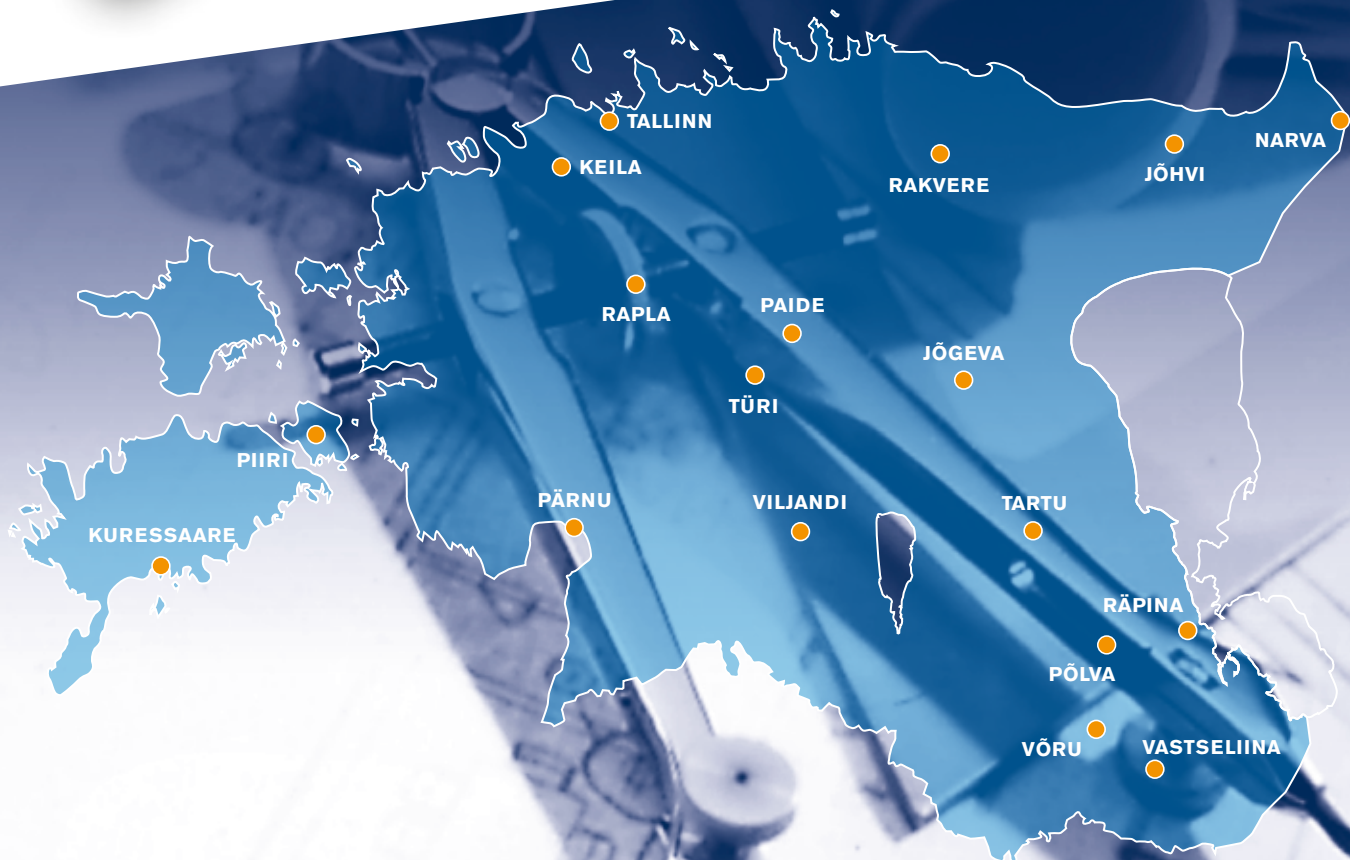 TALLINN
NARVA
KEILA
JÕHVI
RAKVERE
PAIDE
RAPLA
JÕGEVA
TÜRI
PIIRI
PÄRNU
VILJANDI
TARTU
KURESSAARE
RÄPINA
PÕLVA
VÕRU
VASTSELIINA